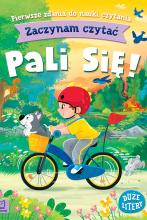 Pierwsze zdania do nauki czytania
Zaczynam czytać
Pali się!
DUŻE
LITERY